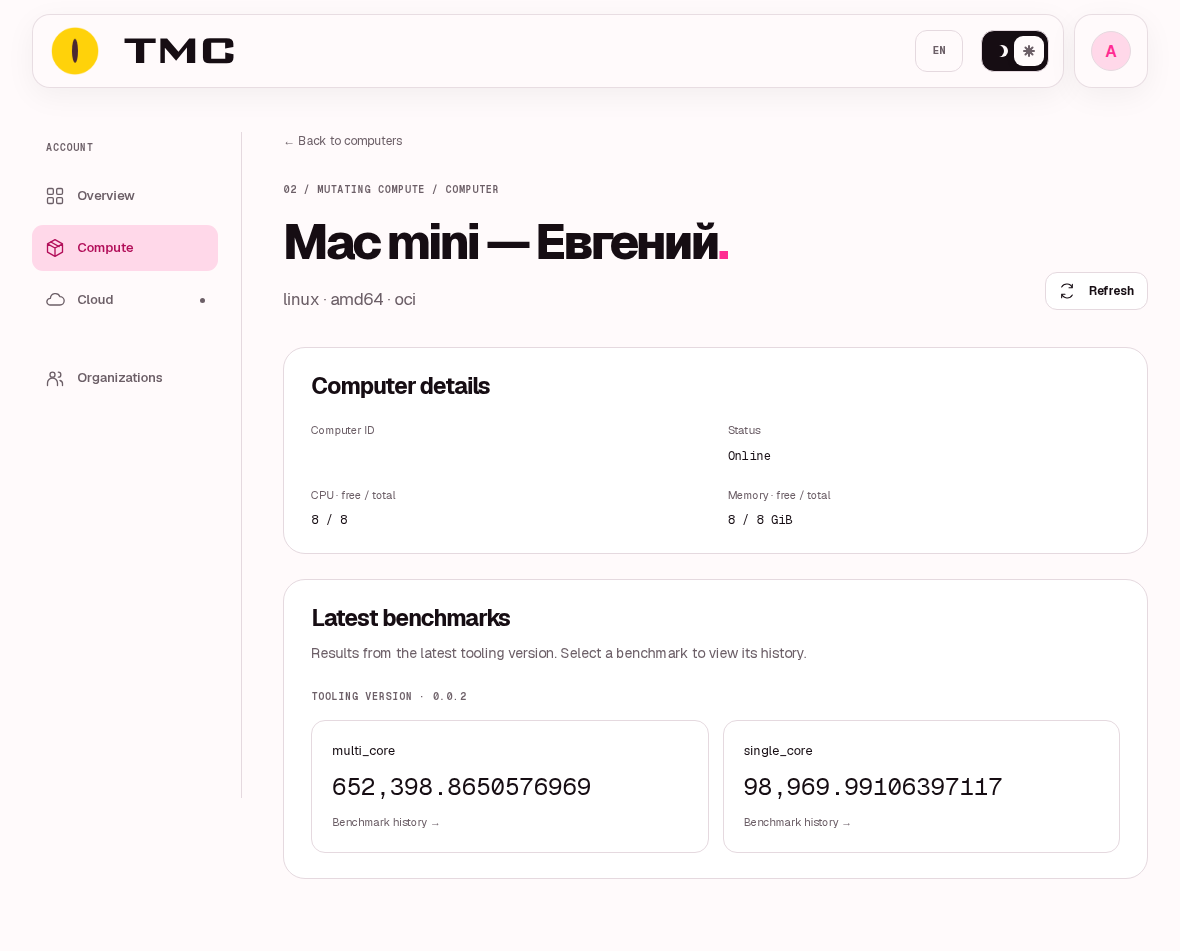 TMC
EN
A
ACCOUNT
Overview
Compute
Cloud
Organizations
← Back to computers
02 / MUTATING COMPUTE / COMPUTER
Mac mini — Евгений.
linux · amd64 · oci
Refresh
Computer details
Computer ID
Status
Online
CPU · free / total
8 / 8
Memory · free / total
8 / 8 GiB
Latest benchmarks
Results from the latest tooling version. Select a benchmark to view its history.
TOOLING VERSION · 0.0.2
multi_core
652,398.8650576969
Benchmark history →
single_core
98,969.99106397117
Benchmark history →